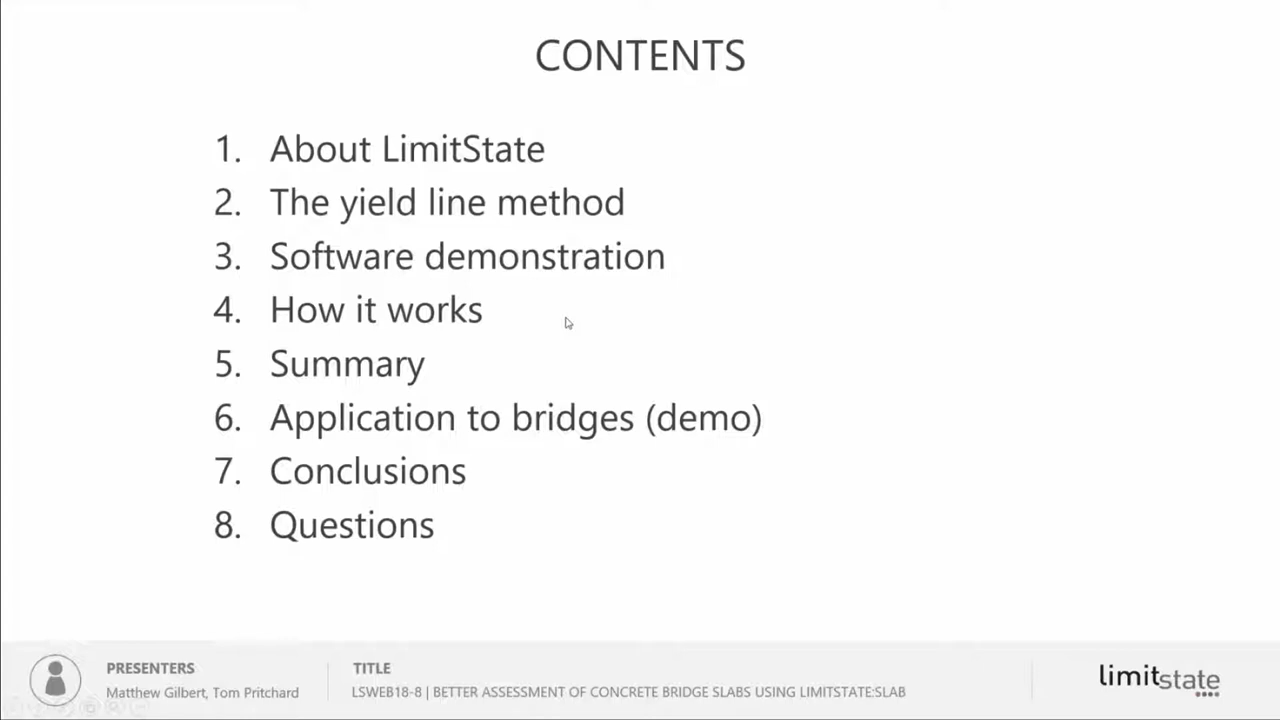 CONTENTS
1. About LimitState
2. The yield line method
3. Software demonstration
4. How it works
5. Summary
6. Application to bridges (demo)
7. Conclusions
8. Questions
PRESENTERS
Matthew Gilbert, Tom Pritchard
TITLE
LSWEB18-8 | BETTER ASSESSMENT OF CONCRETE BRIDGE SLABS USING LIMITSTATE:SLAB
limitstate